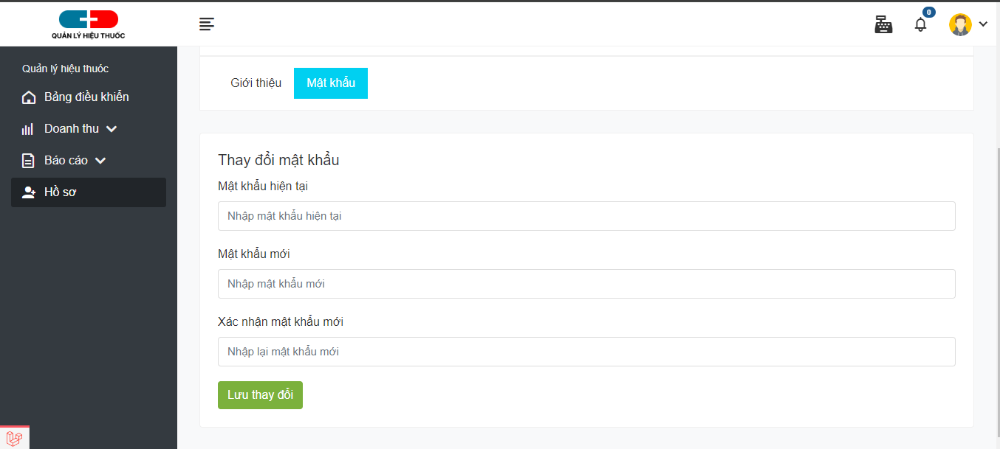 QUẢN LÝ HIỆU THUỐC
0
Quản lý hiệu thuóc
Bảng điều khiển
Doanh thu
Báo cáo
Hồ sơ
Giới thiệu
Mật khẩu
Thay đổi mật khẩu
Mật khẩu hiện tại
Nhập mật khẩu hiện tại
Mật khẩu mới
Nhập mật khẩu mới
Xác nhận mật khẩu mới
Nhập lại mật khẩu mới
Lưu thay đổi